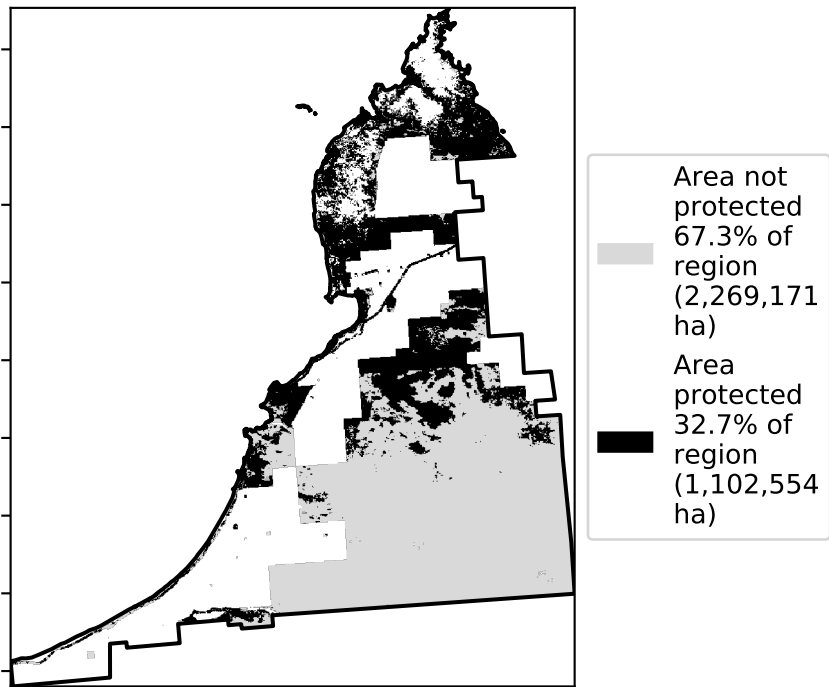 Area not
protected
67.3% of
region
(2,269,171
ha)
Area
protected
32.7% of
region
(1,102,554
ha)